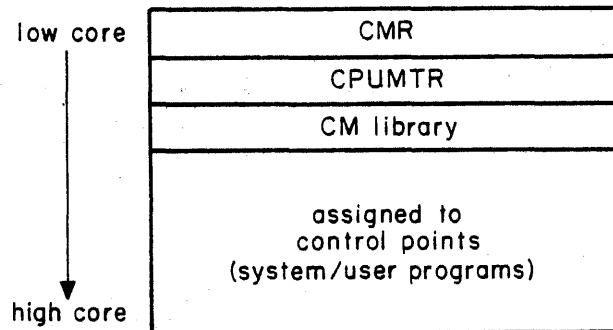 low core
CMR
CPUMTR
CM library
assigned to
control points
(system/user programs)
high core